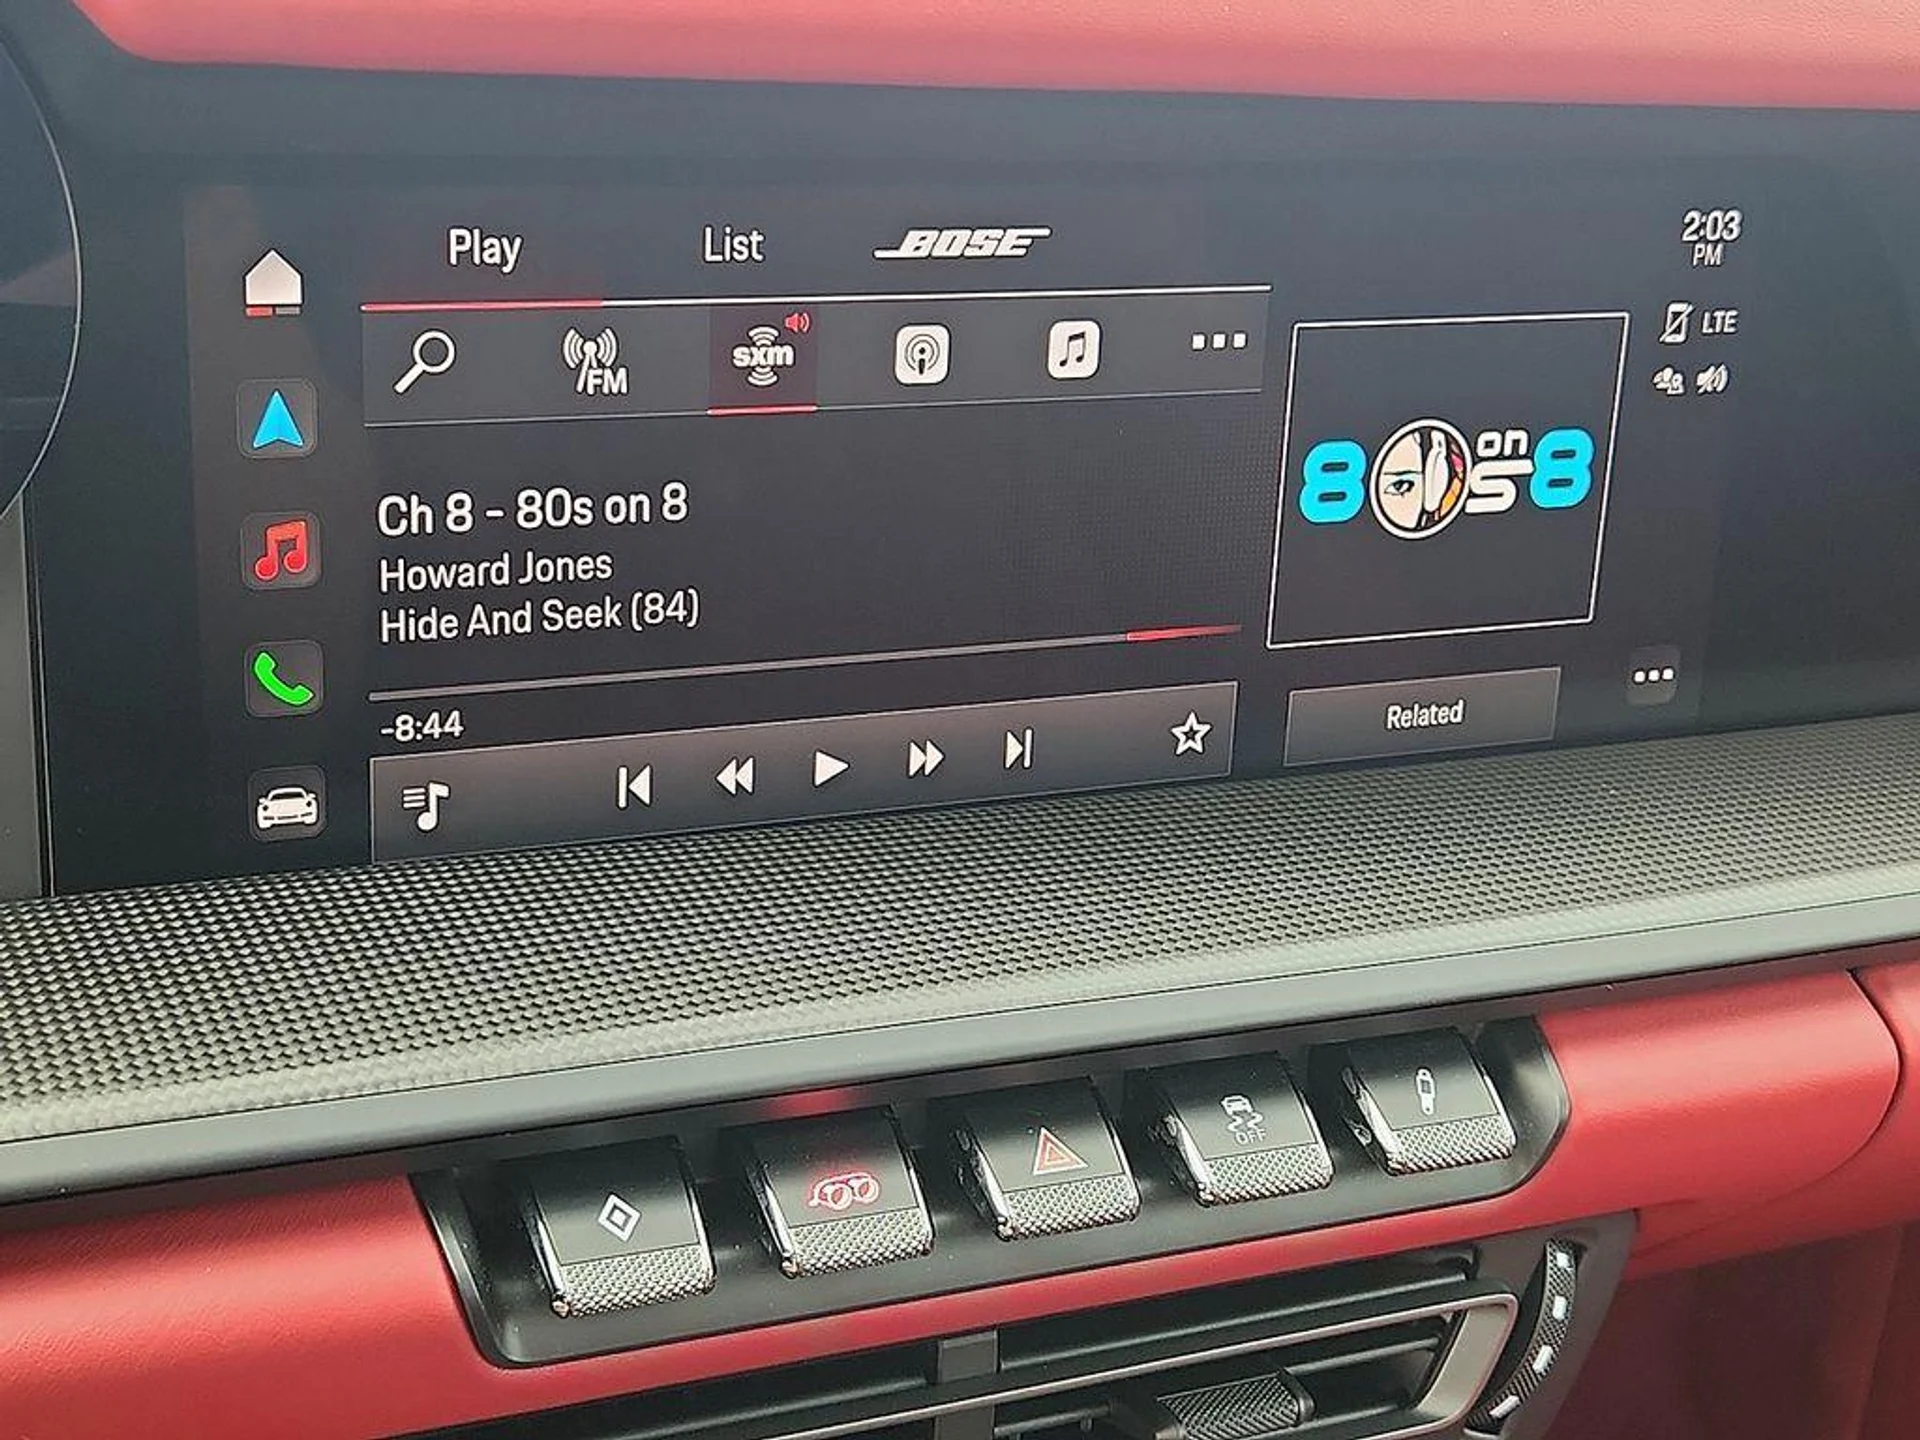 Play List BOSE
2:03
PM
FM
sxm
LTE
80s on 8
Ch 8 - 80s on 8
Howard Jones
Hide And Seek (84)
-8:44
Related
OFF